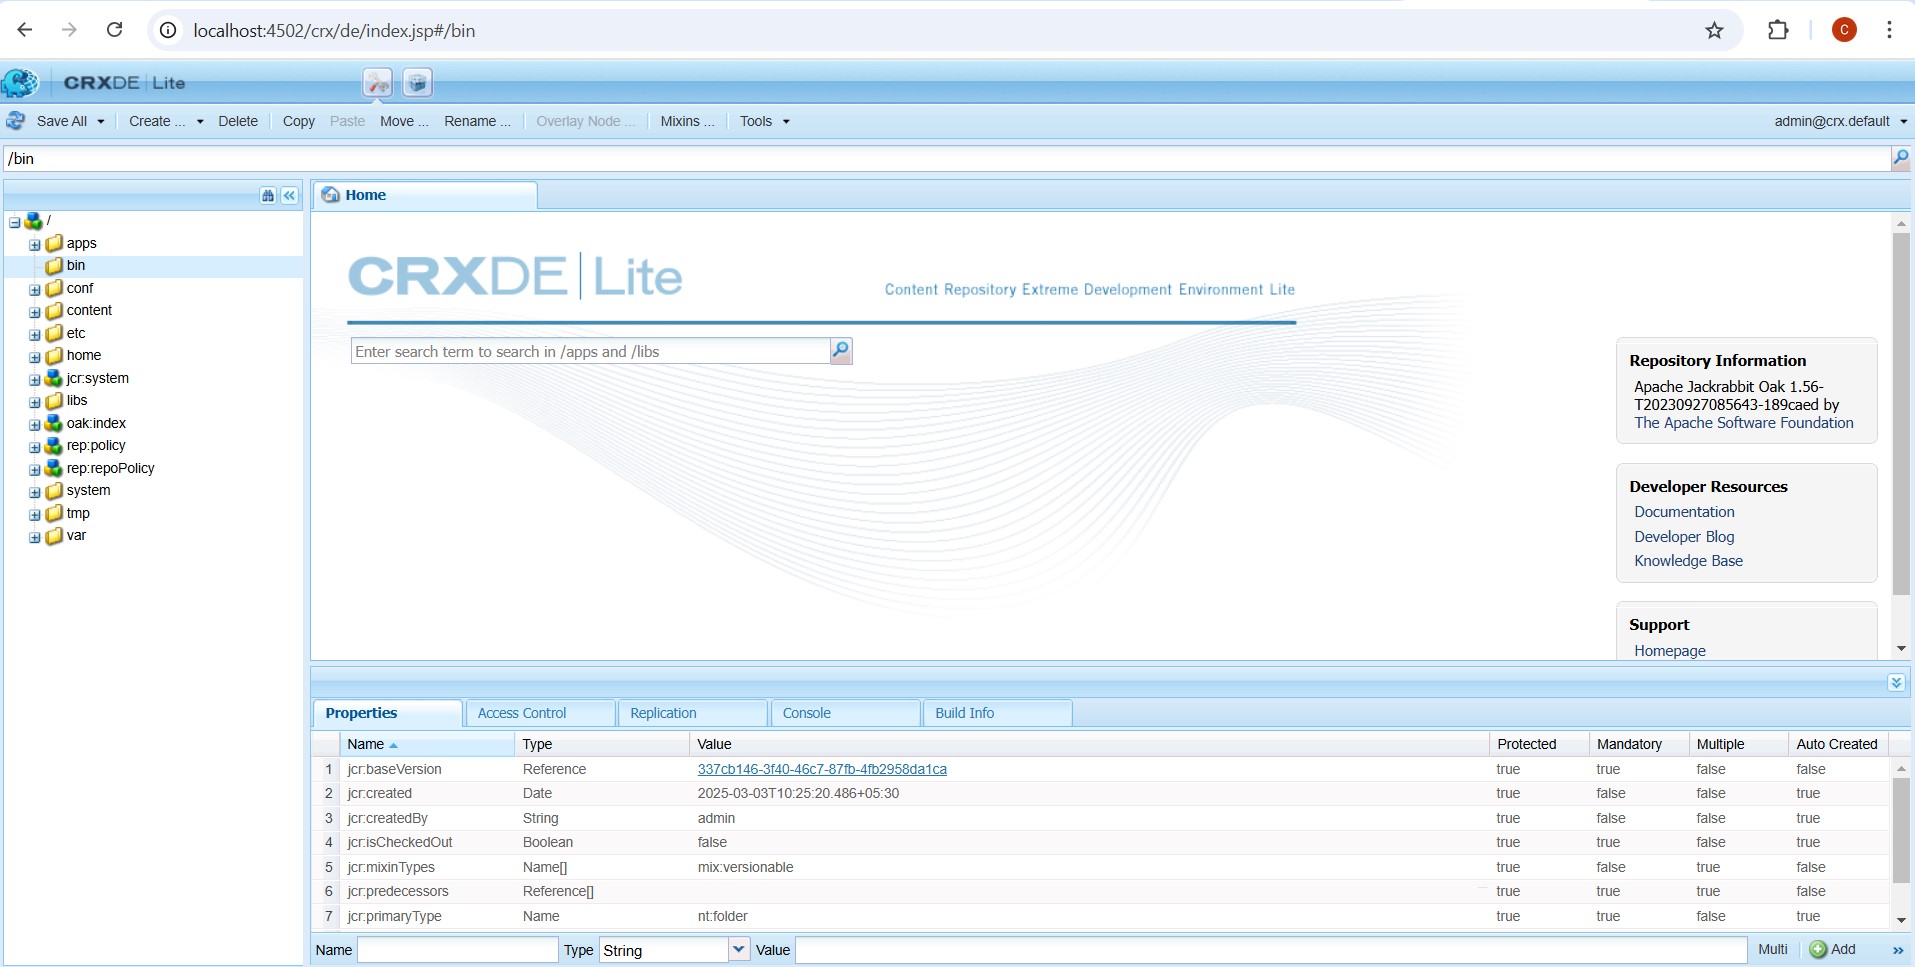 localhost:4502/crx/de/index.jsp#/bin
C
CRXDE | Lite
Save All Create ... Delete Copy Paste Move ... Rename ... Overlay Node ... Mixins ... Tools admin@crx.default
/bin
/
apps
bin
conf
content
etc
home
jcr:system
libs
oak:index
rep:policy
rep:repoPolicy
system
tmp
var
Home
CRXDE | Lite
Content Repository Extreme Development Environment Lite
Enter search term to search in /apps and /libs
Repository Information
Apache Jackrabbit Oak 1.56-
T20230927085643-189caed by
The Apache Software Foundation
Developer Resources
Documentation
Developer Blog
Knowledge Base
Support
Homepage
Properties Access Control Replication Console Build Info
Name Type Value Protected Mandatory Multiple Auto Created
1 jcr:baseVersion Reference 337cb146-3f40-46c7-87fb-4fb2958da1ca true true false false
2 jcr:created Date 2025-03-03T10:25:20.486+05:30 true false false true
3 jcr:createdBy String admin true false false true
4 jcr:isCheckedOut Boolean false true true false true
5 jcr:mixinTypes Name[] mix:versionable true false true false
6 jcr:predecessors Reference[] true true true false
7 jcr:primaryType Name nt:folder true true false true
Name Type String Value Multi Add